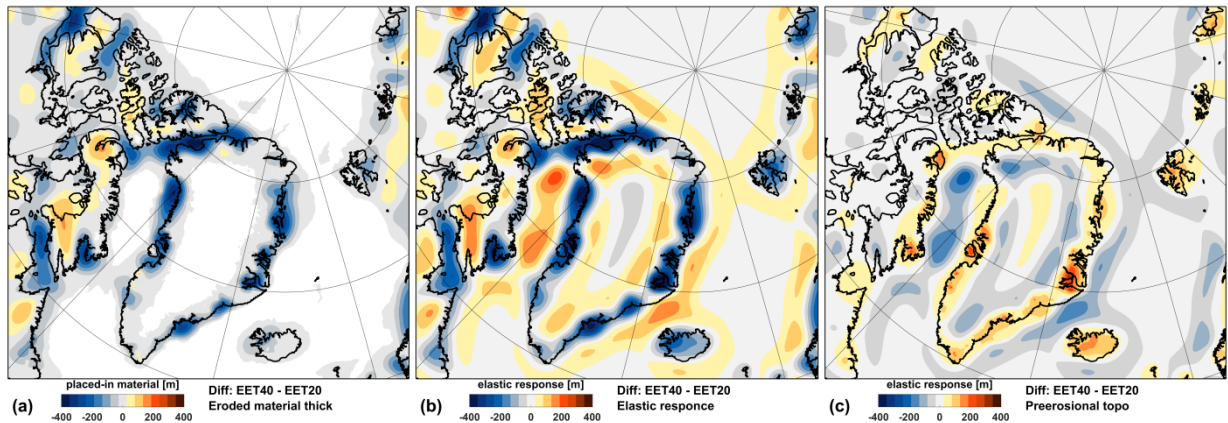 placed-in material [m] Diff: EET40 - EET20
(a) Eroded material thick
-400 -200 0 200 400
elastic response [m] Diff: EET40 - EET20
(b) Elastic responce
-400 -200 0 200 400
elastic response [m] Diff: EET40 - EET20
(c) Preerosional topo
-400 -200 0 200 400